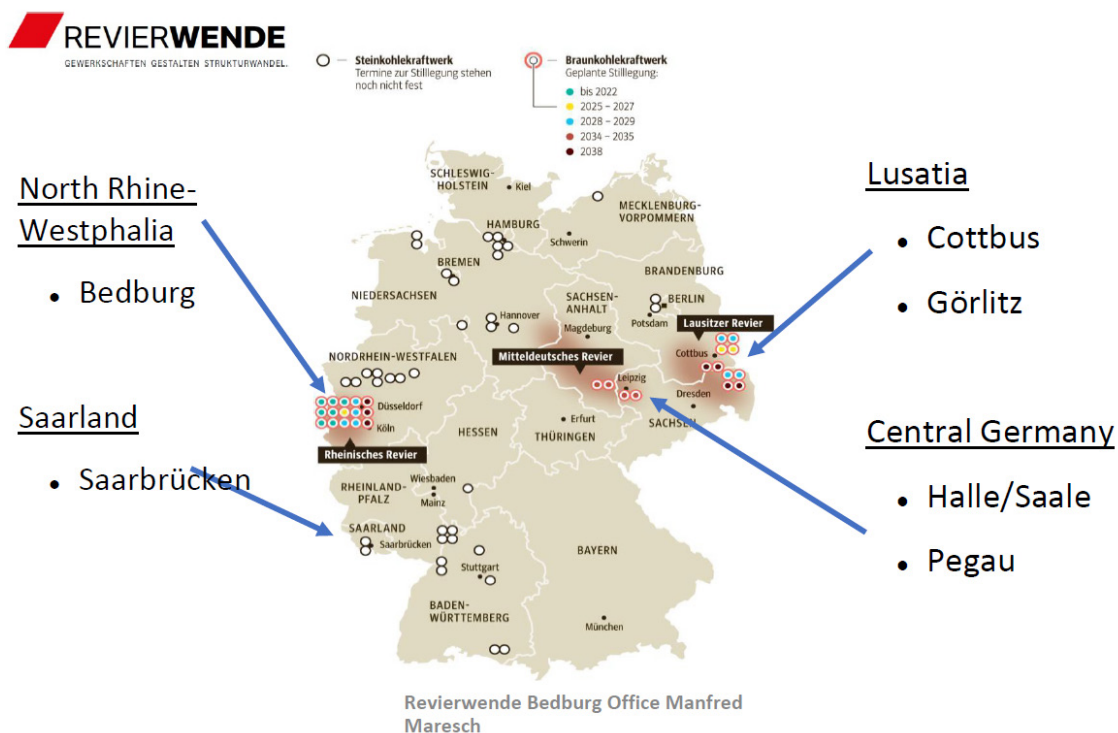 REVIERWENDE
GEWERKSCHAFTEN GESTALTEN STRUKTURWANDEL.
Steinkohlekraftwerk
Termine zur Stilllegung stehen
noch nicht fest
Braunkohlekraftwerk
Geplante Stilllegung:
bis 2022
2025 – 2027
2028 – 2029
2034 – 2035
2038
North Rhine-
Westphalia
• Bedburg
Saarland
• Saarbrücken
SCHLESWIG-
HOLSTEIN
Kiel
MECKLENBURG-
VORPOMMERN
HAMBURG
Schwerin
BREMEN
BRANDENBURG
NIEDERSACHSEN
SACHSEN-
ANHALT
BERLIN
Hannover
Magdeburg
Potsdam
Lausitzer Revier
NORDRHEIN-WESTFALEN
Mitteldeutsches Revier
Cottbus
Leipzig
Düsseldorf
Dresden
Köln
Erfurt
SACHSEN
HESSEN
THÜRINGEN
Rheinisches Revier
Wiesbaden
RHEINLAND-
PFALZ
Mainz
SAARLAND
Saarbrücken
BAYERN
Stuttgart
BADEN-
WÜRTTEMBERG
München
Lusatia
• Cottbus
• Görlitz
Central Germany
• Halle/Saale
• Pegau
Revierwende Bedburg Office Manfred
Maresch